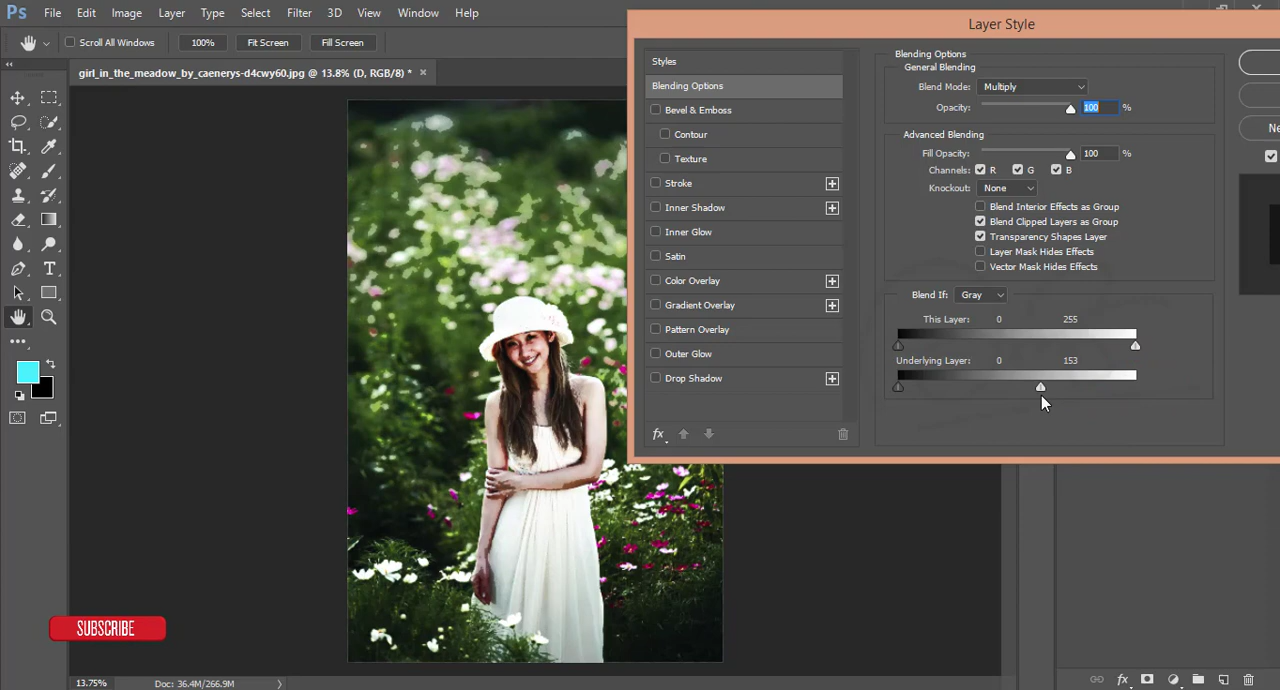 Ps File Edit Image Layer Type Select Filter 3D View Window Help
Scroll All Windows 100% Fit Screen Fill Screen
girl_in_the_meadow_by_caenerys-d4cwy60.jpg @ 13.8% (D, RGB/8) *
Layer Style
Styles
Blending Options
Bevel & Emboss
Contour
Texture
Stroke
Inner Shadow
Inner Glow
Satin
Color Overlay
Gradient Overlay
Pattern Overlay
Outer Glow
Drop Shadow
fx
Blending Options
General Blending
Blend Mode: Multiply
Opacity: 100 %
Advanced Blending
Fill Opacity: 100 %
Channels: R G B
Knockout: None
Blend Interior Effects as Group
Blend Clipped Layers as Group
Transparency Shapes Layer
Layer Mask Hides Effects
Vector Mask Hides Effects
Blend If: Gray
This Layer: 0 255
Underlying Layer: 0 153
Ne
SUBSCRIBE
13.75% Doc: 36.4M/266.9M
fx